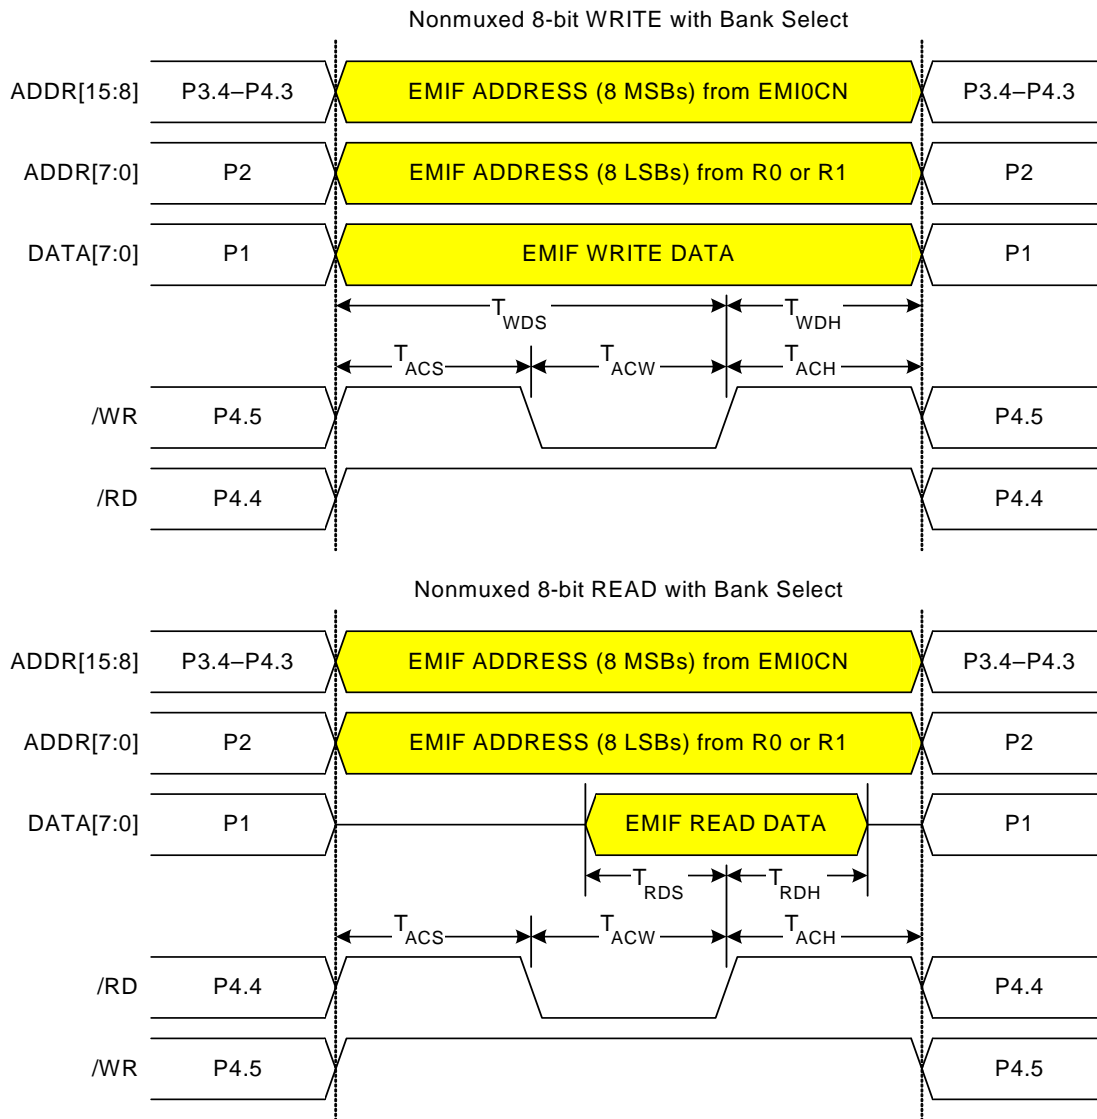 Nonmuxed 8-bit WRITE with Bank Select
ADDR[15:8] P3.4–P4.3 EMIF ADDRESS (8 MSBs) from EMI0CN P3.4–P4.3
ADDR[7:0] P2 EMIF ADDRESS (8 LSBs) from R0 or R1 P2
DATA[7:0] P1 EMIF WRITE DATA P1
TWDS TWDH
TACS TACW TACH
/WR P4.5 P4.5
/RD P4.4 P4.4
Nonmuxed 8-bit READ with Bank Select
ADDR[15:8] P3.4–P4.3 EMIF ADDRESS (8 MSBs) from EMI0CN P3.4–P4.3
ADDR[7:0] P2 EMIF ADDRESS (8 LSBs) from R0 or R1 P2
DATA[7:0] P1 EMIF READ DATA P1
TRDS TRDH
TACS TACW TACH
/RD P4.4 P4.4
/WR P4.5 P4.5